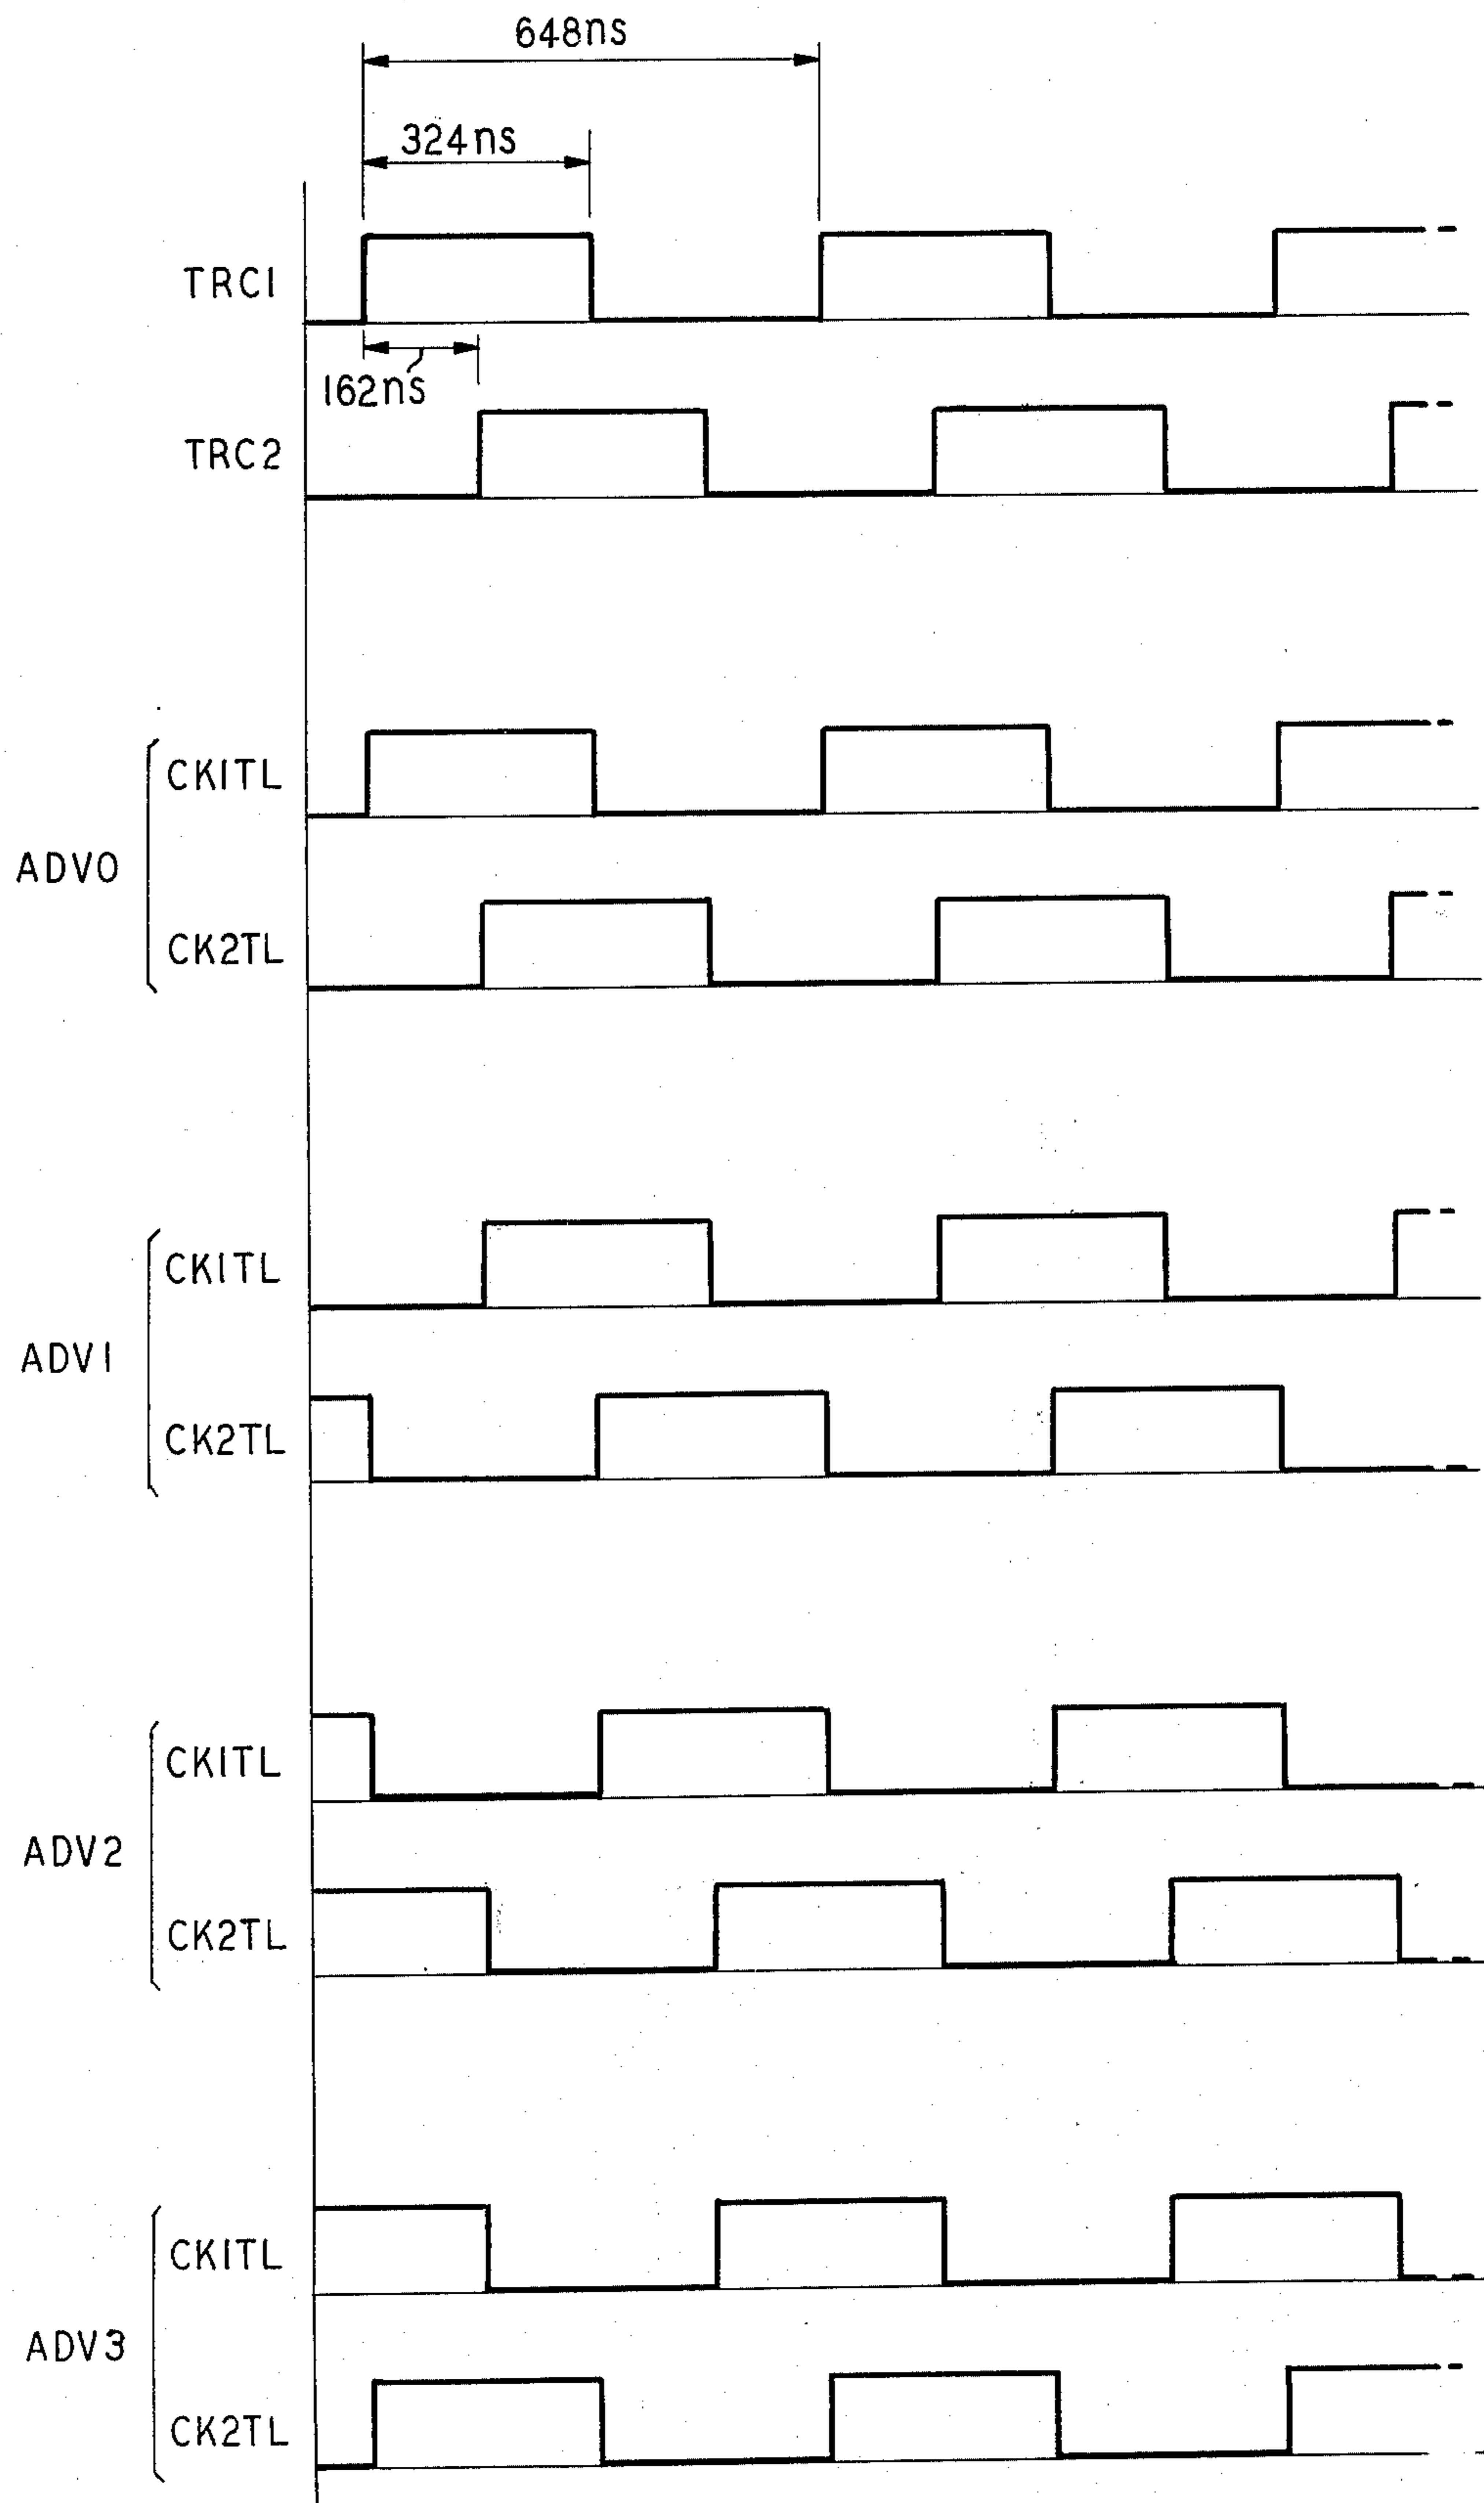 648ns
324ns
TRC1
162ns
TRC2
CK1TL
ADV0
CK2TL
CK1TL
ADV1
CK2TL
CK1TL
ADV2
CK2TL
CK1TL
ADV3
CK2TL